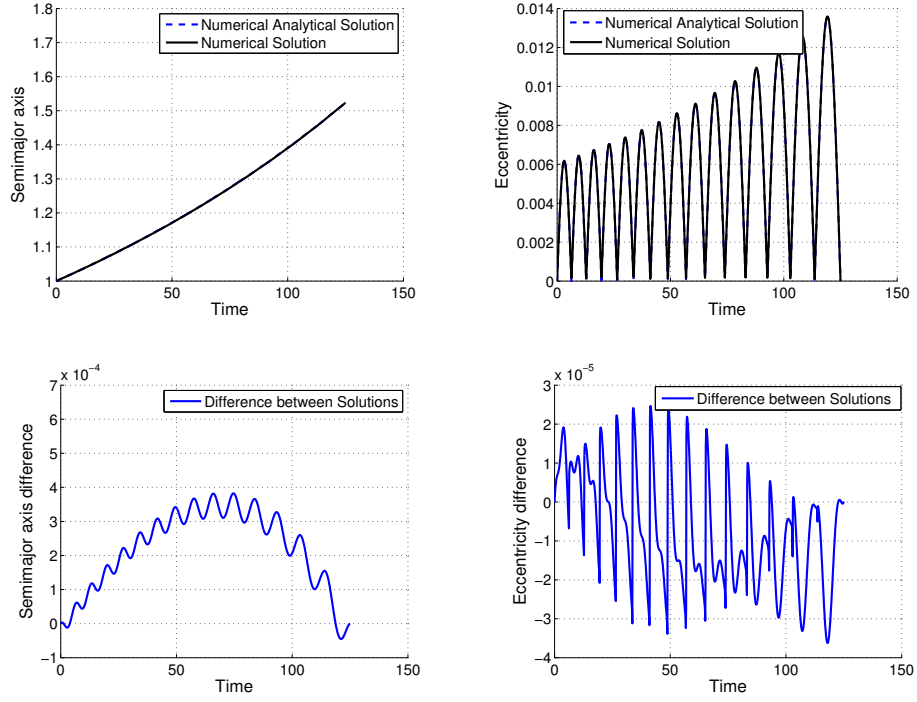 1.8
1.7
1.6
1.5
1.4
1.3
1.2
1.1
1
0 50 100 150
Time
Semimajor axis
Numerical Analytical Solution
Numerical Solution
0.014
0.012
0.01
0.008
0.006
0.004
0.002
0
0 50 100 150
Time
Eccentricity
Numerical Analytical Solution
Numerical Solution
x 10⁻⁴
7
6
5
4
3
2
1
0
−1
0 50 100 150
Time
Semimajor axis difference
Difference between Solutions
x 10⁻⁵
3
2
1
0
−1
−2
−3
−4
0 50 100 150
Time
Eccentricity difference
Difference between Solutions